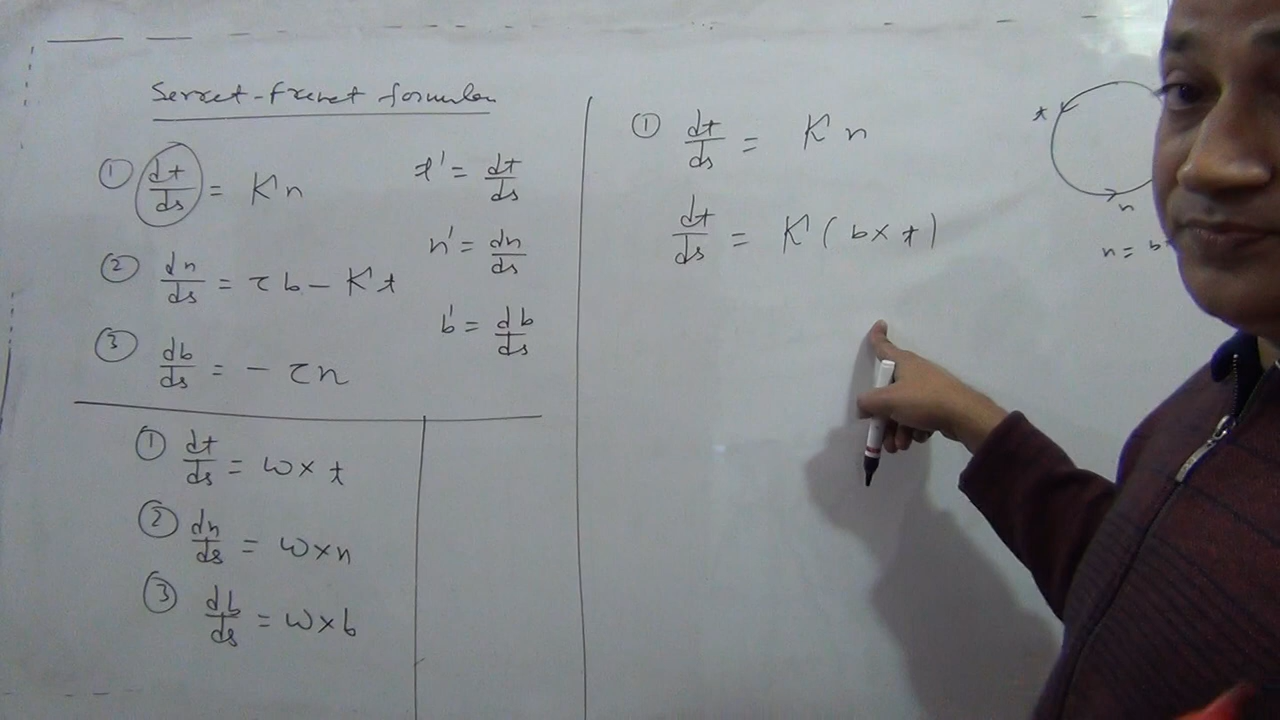 Serret-Frenet formulae
① dt/ds = K n
t' = dt/ds
② dn/ds = τ b - K t
n' = dn/ds
③ db/ds = - τ n
b' = db/ds
① dt/ds = ω × t
② dn/ds = ω × n
③ db/ds = ω × b
① dt/ds = K n
dt/ds = K ( b × t )
t
n
n = b